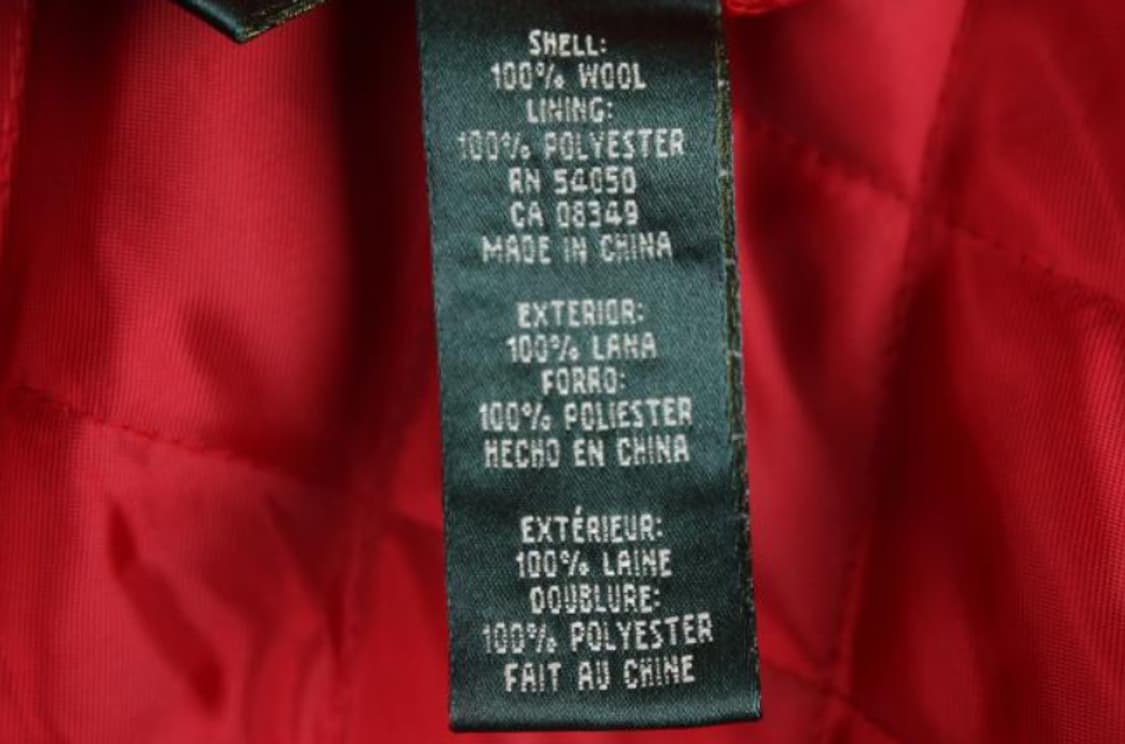 SHELL:
100% WOOL
LINING:
100% POLYESTER
RN 54050
CA 08349
MADE IN CHINA
EXTERIOR:
100% LANA
FORRO:
100% POLIESTER
HECHO EN CHINA
EXTÉRIEUR:
100% LAINE
DOUBLURE:
100% POLYESTER
FAIT AU CHINE